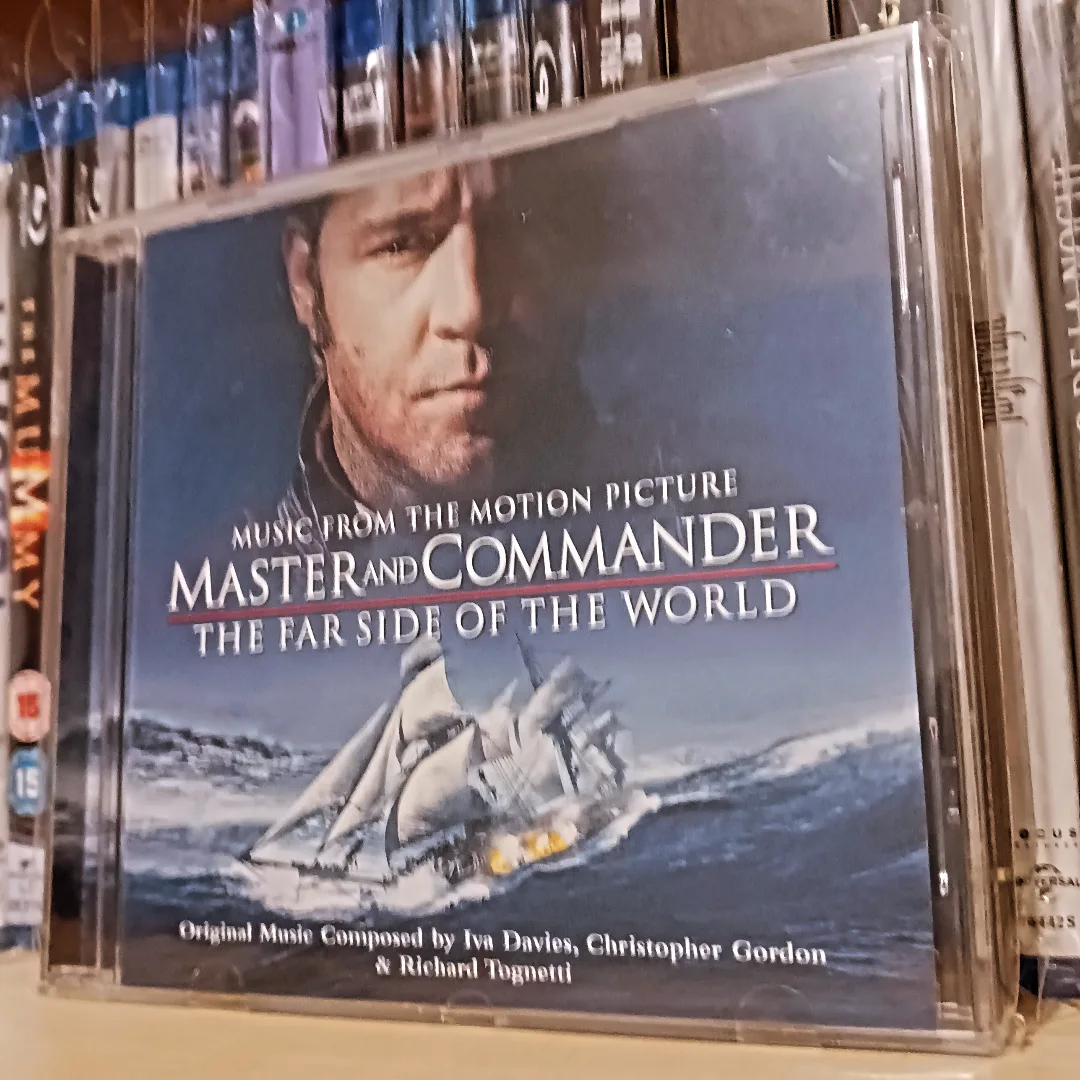 MUSIC FROM THE MOTION PICTURE
MASTER AND COMMANDER
THE FAR SIDE OF THE WORLD
Original Music Composed by Iva Davies, Christopher Gordon
& Richard Tognetti
THE MUMMY
15
15